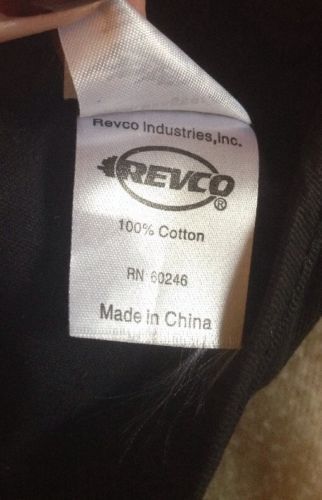 Revco Industries,Inc.
REVCO®
100% Cotton
RN 60246
Made in China